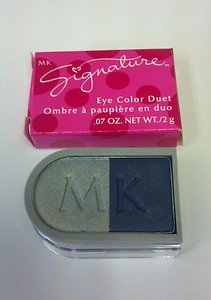 MK
Signature
Eye Color Duet
Ombre à paupière en duo
.07 OZ. NET WT./2 g
MK